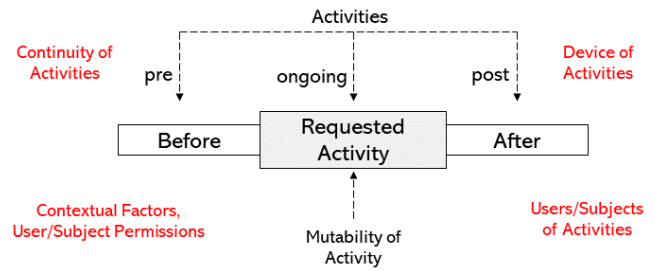 Activities
Continuity of
Activities
Device of
Activities
pre
ongoing
post
Before
Requested
Activity
After
Contextual Factors,
User/Subject Permissions
Users/Subjects
of Activities
Mutability of
Activity